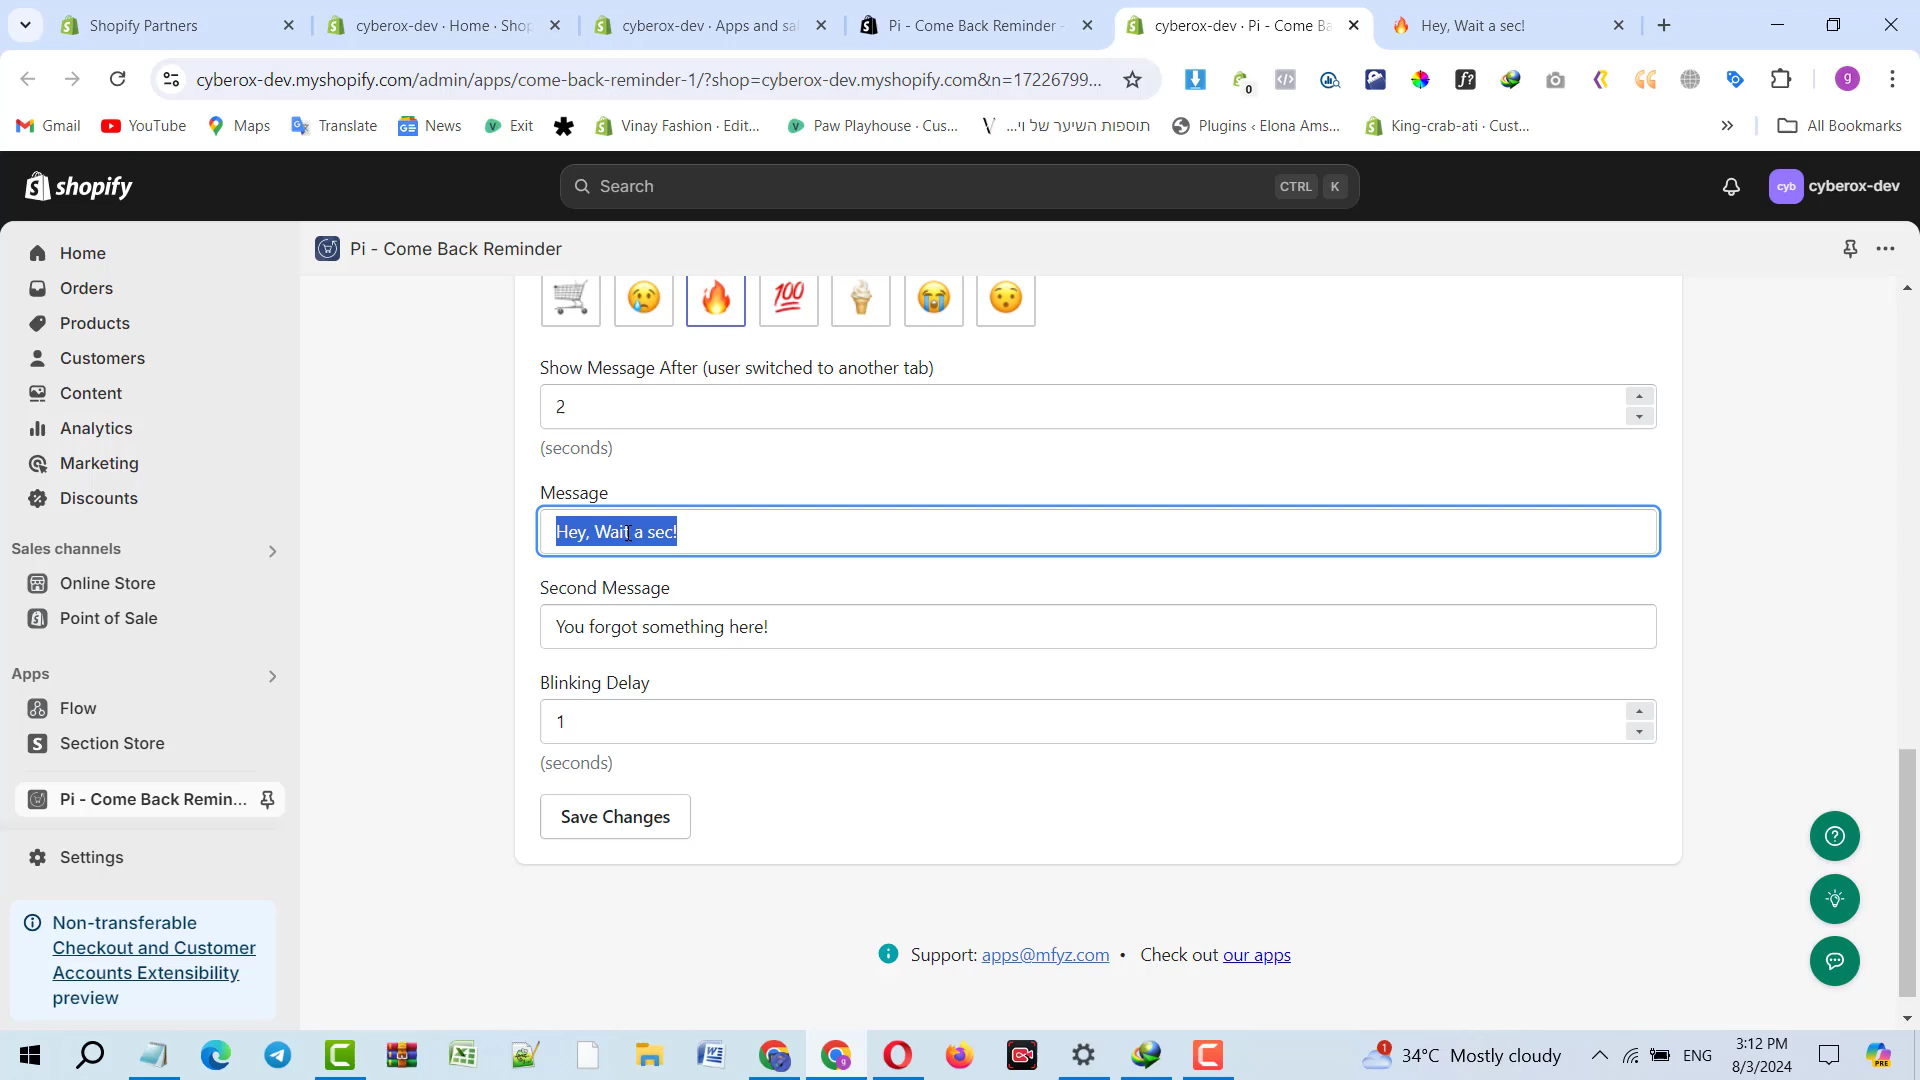 Shopify Partners
cyberox-dev · Home · Shop
cyberox-dev · Apps and sal
Pi - Come Back Reminder -
cyberox-dev · Pi - Come Ba
Hey, Wait a sec!
cyberox-dev.myshopify.com/admin/apps/come-back-reminder-1/?shop=cyberox-dev.myshopify.com&n=17226799...
0
f?
g
Gmail
YouTube
Maps
Translate
News
Exit
Vinay Fashion · Edit...
Paw Playhouse · Cus...
תוספות השיער של וי...
Plugins ‹ Elona Ams...
King-crab-ati · Cust...
All Bookmarks
shopify
Search
CTRL K
cyb
cyberox-dev
Home
Orders
Products
Customers
Content
Analytics
Marketing
Discounts
Sales channels
Online Store
Point of Sale
Apps
Flow
Section Store
Pi - Come Back Remin...
Settings
Non-transferable
Checkout and Customer
Accounts Extensibility
preview
Pi - Come Back Reminder
100
Show Message After (user switched to another tab)
2
(seconds)
Message
Hey, Wait a sec!
Second Message
You forgot something here!
Blinking Delay
1
(seconds)
Save Changes
Support: apps@mfyz.com • Check out our apps
1
34°C Mostly cloudy
ENG
3:12 PM
8/3/2024
PRE